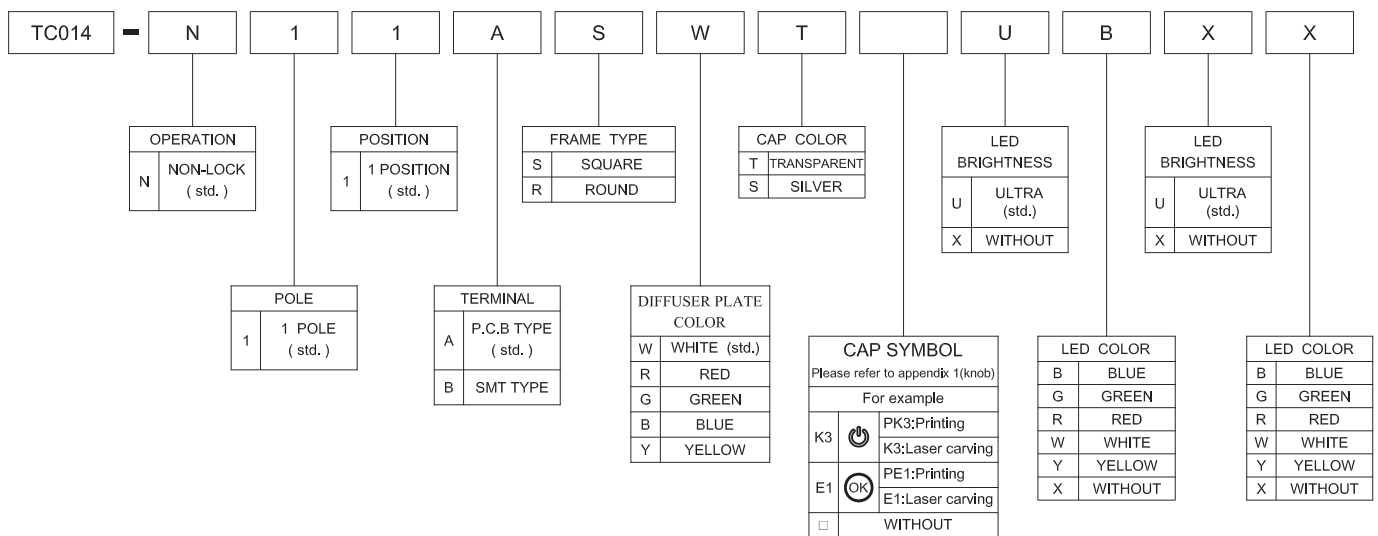 TC014 - N 1 1 A S W T U B X X
OPERATION
N NON-LOCK
( std. )
POSITION
1 1 POSITION
( std. )
FRAME TYPE
S SQUARE
R ROUND
CAP COLOR
T TRANSPARENT
S SILVER
LED
BRIGHTNESS
U ULTRA
(std.)
X WITHOUT
LED
BRIGHTNESS
U ULTRA
(std.)
X WITHOUT
POLE
1 1 POLE
( std. )
TERMINAL
A P.C.B TYPE
( std. )
B SMT TYPE
DIFFUSER PLATE
COLOR
W WHITE (std.)
R RED
G GREEN
B BLUE
Y YELLOW
CAP SYMBOL
Please refer to appendix 1(knob)
For example
K3 PK3:Printing
K3:Laser carving
E1 OK PE1:Printing
E1:Laser carving
□ WITHOUT
LED COLOR
B BLUE
G GREEN
R RED
W WHITE
Y YELLOW
X WITHOUT
LED COLOR
B BLUE
G GREEN
R RED
W WHITE
Y YELLOW
X WITHOUT